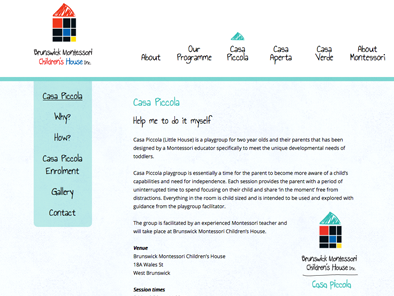 Brunswick Montessori
Children's House Inc.
About
Our
Programme
Casa
Piccola
Casa
Aperta
Casa
Verde
About
Montessori
Casa Piccola
Why?
How?
Casa Piccola
Enrolment
Gallery
Contact
Casa Piccola
Help me to do it myself
Casa Piccola (Little House) is a playgroup for two year olds and their parents that has been
designed by a Montessori educator specifically to meet the unique developmental needs of
toddlers.
Casa Piccola playgroup is essentially a time for the parent to become more aware of a child's
capabilities and need for independence. Each session provides the parent with a period of
uninterrupted time to spend focusing on their child and share 'in the moment' free from
distractions. Everything in the room is child sized and is intended to be used and explored with
guidance from the playgroup facilitator.
The group is facilitated by an experienced Montessori teacher and
will take place at Brunswick Montessori Children's House.
Venue
Brunswick Montessori Children's House
18A Wales St
West Brunswick
Session times
Brunswick Montessori
Children's House Inc.
Casa Piccola